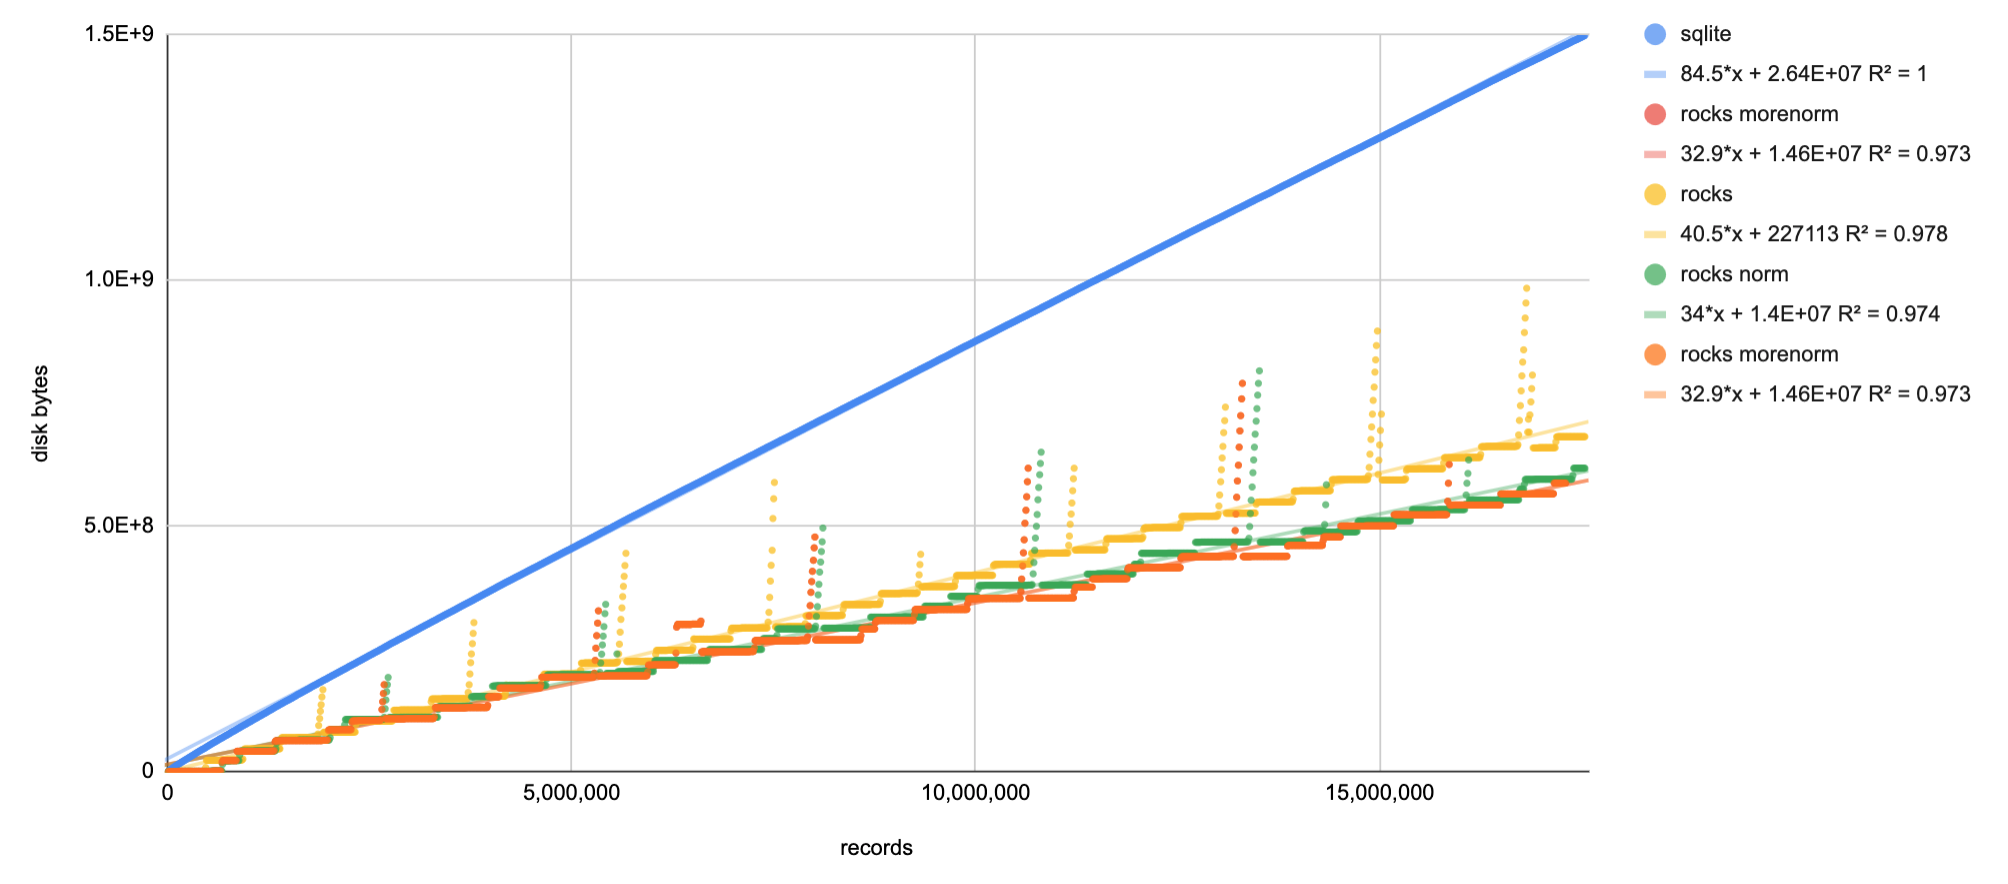 1.5E+9
1.0E+9
5.0E+8
0
disk bytes
0
5,000,000
10,000,000
15,000,000
records
sqlite
84.5*x + 2.64E+07 R² = 1
rocks morenorm
32.9*x + 1.46E+07 R² = 0.973
rocks
40.5*x + 227113 R² = 0.978
rocks norm
34*x + 1.4E+07 R² = 0.974
rocks morenorm
32.9*x + 1.46E+07 R² = 0.973